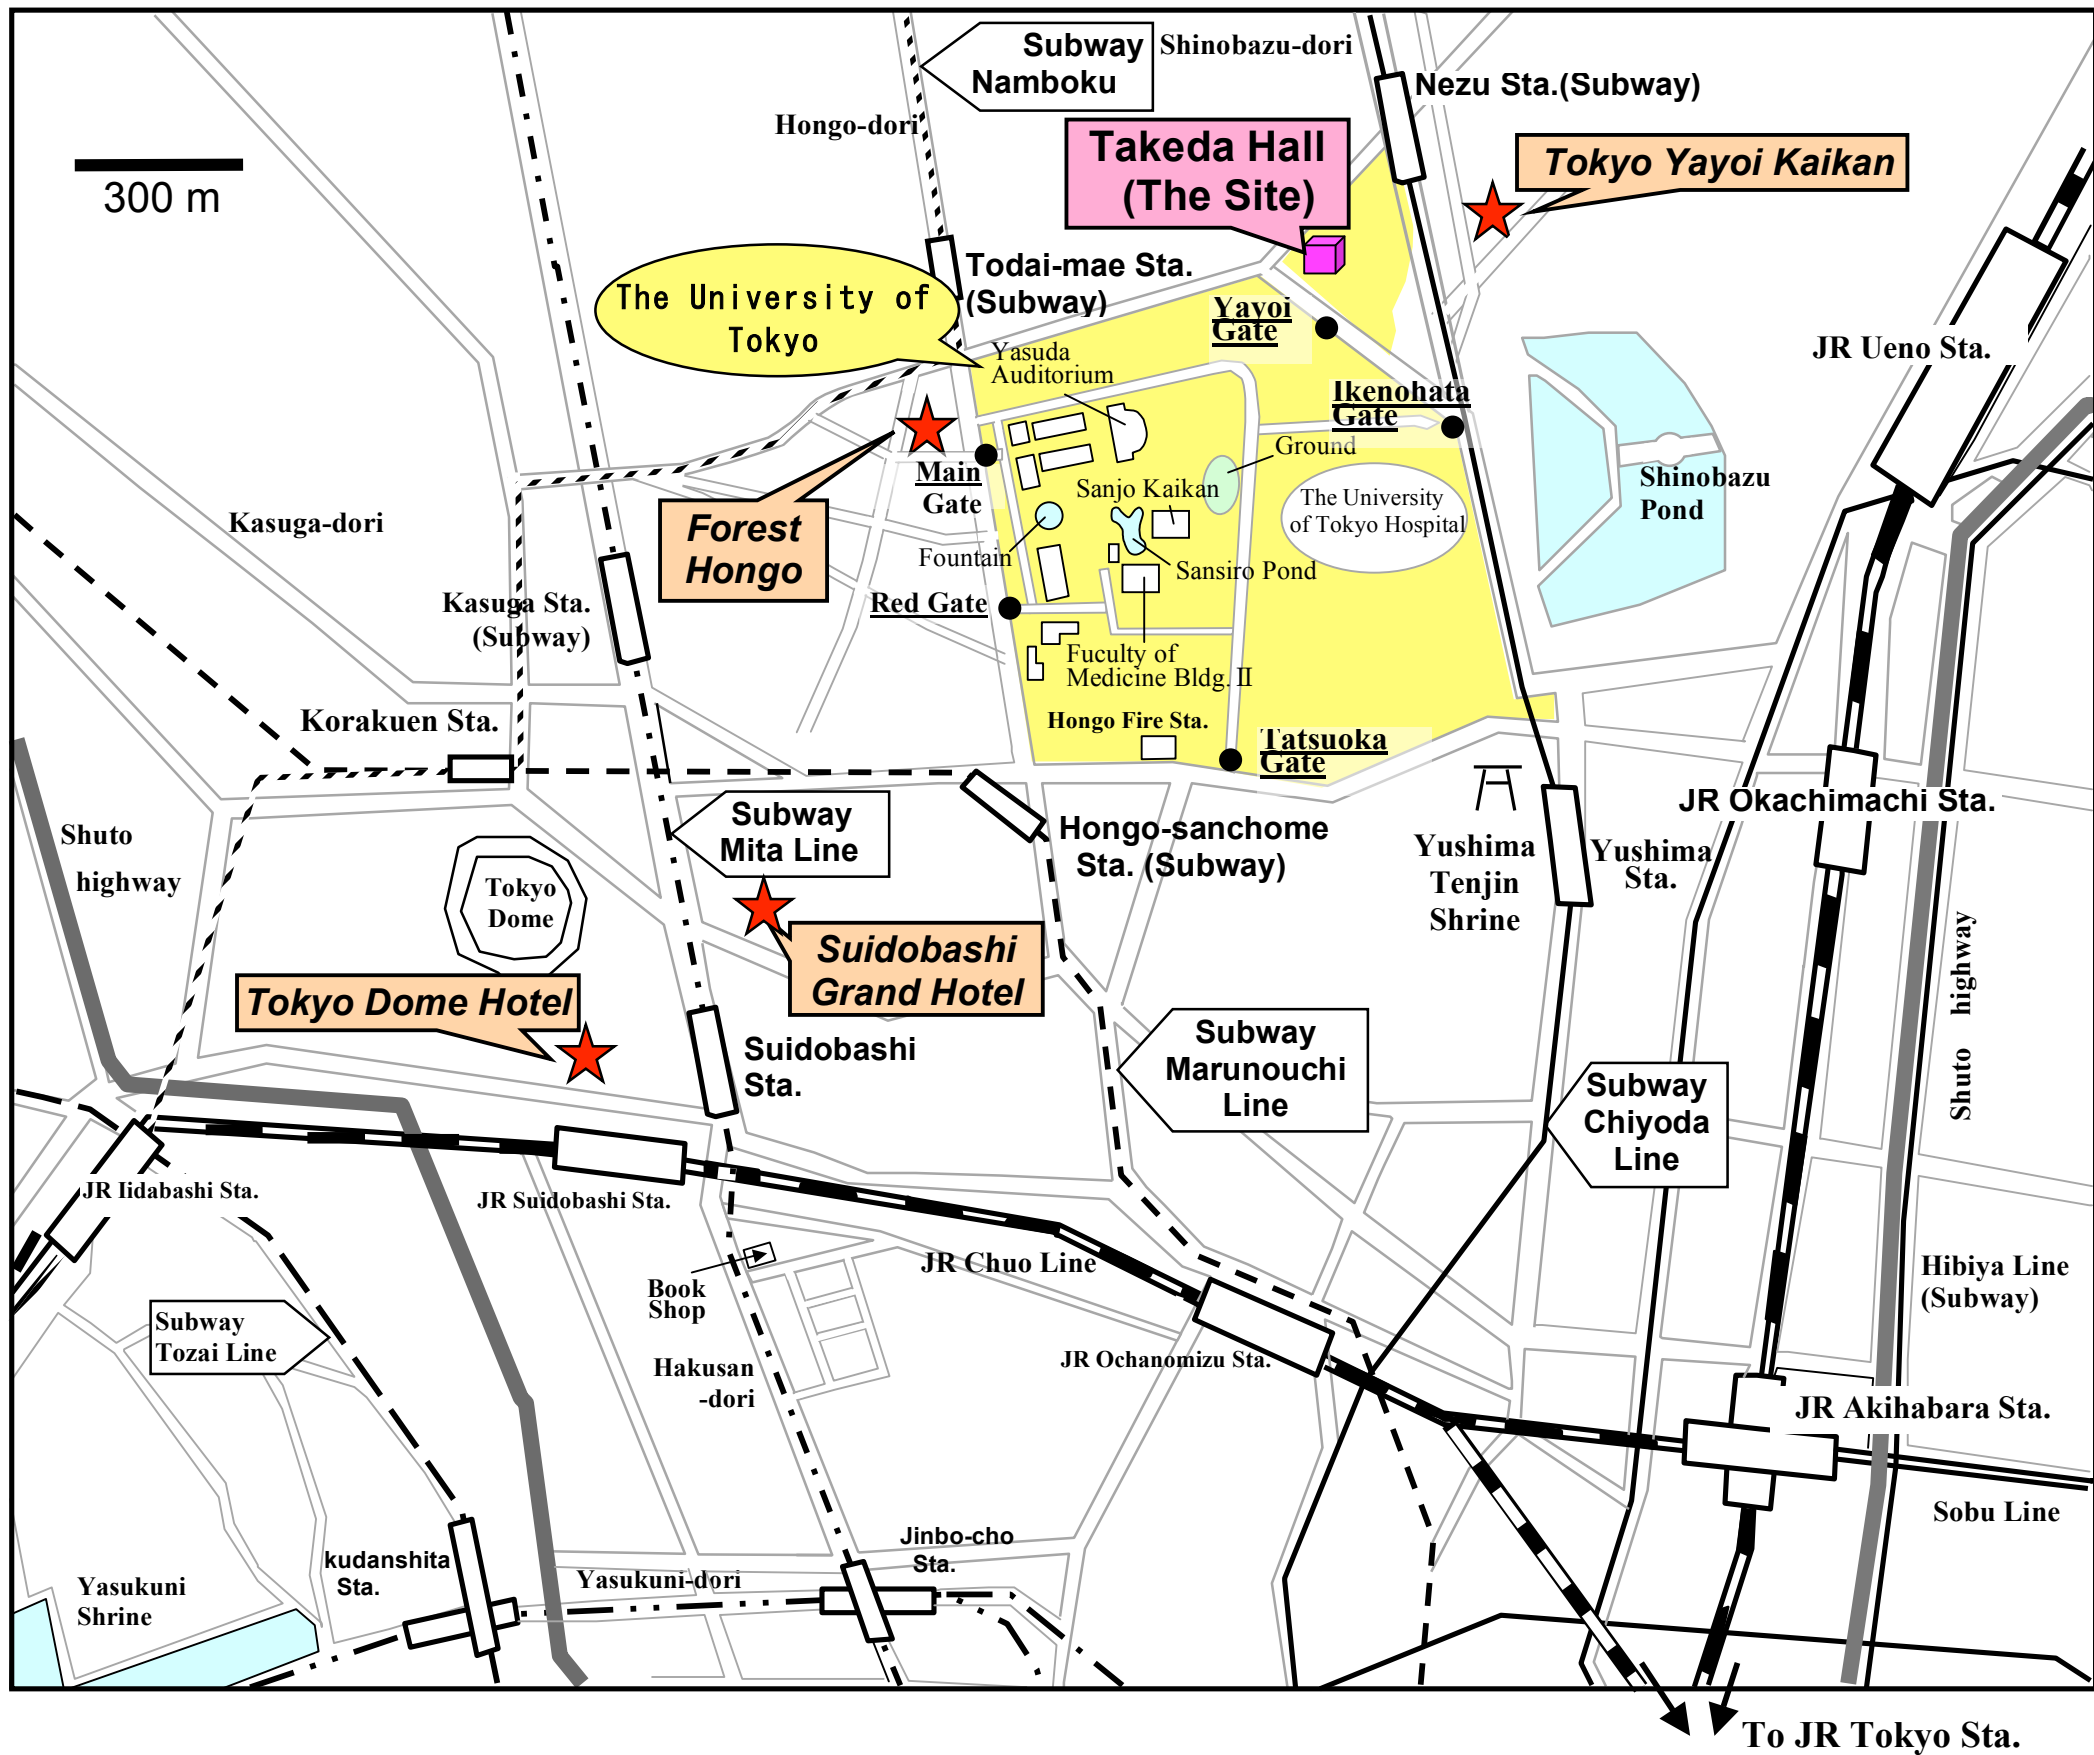 Subway
Namboku
Shinobazu-dori
Nezu Sta.(Subway)
Hongo-dori
Takeda Hall
(The Site)
Tokyo Yayoi Kaikan
300 m
Todai-mae Sta.
(Subway)
The University of
Tokyo
Yayoi
Gate
JR Ueno Sta.
Yasuda
Auditorium
Ikenohata
Gate
Ground
Main
Gate
Sanjo Kaikan
The University
of Tokyo Hospital
Shinobazu
Pond
Kasuga-dori
Forest
Hongo
Fountain
Sansiro Pond
Kasuga Sta.
(Subway)
Red Gate
Fuculty of
Medicine Bldg. II
Korakuen Sta.
Hongo Fire Sta.
Tatsuoka
Gate
Shuto
highway
Subway
Mita Line
Hongo-sanchome
Sta. (Subway)
JR Okachimachi Sta.
Yushima
Tenjin
Shrine
Yushima
Sta.
Tokyo
Dome
Suidobashi
Grand Hotel
Tokyo Dome Hotel
Shuto highway
Suidobashi
Sta.
Subway
Marunouchi
Line
Subway
Chiyoda
Line
JR Iidabashi Sta.
JR Suidobashi Sta.
JR Chuo Line
Book
Shop
Hibiya Line
(Subway)
Subway
Tozai Line
Hakusan
-dori
JR Ochanomizu Sta.
JR Akihabara Sta.
Sobu Line
Jinbo-cho
Sta.
kudanshita
Sta.
Yasukuni-dori
Yasukuni
Shrine
To JR Tokyo Sta.